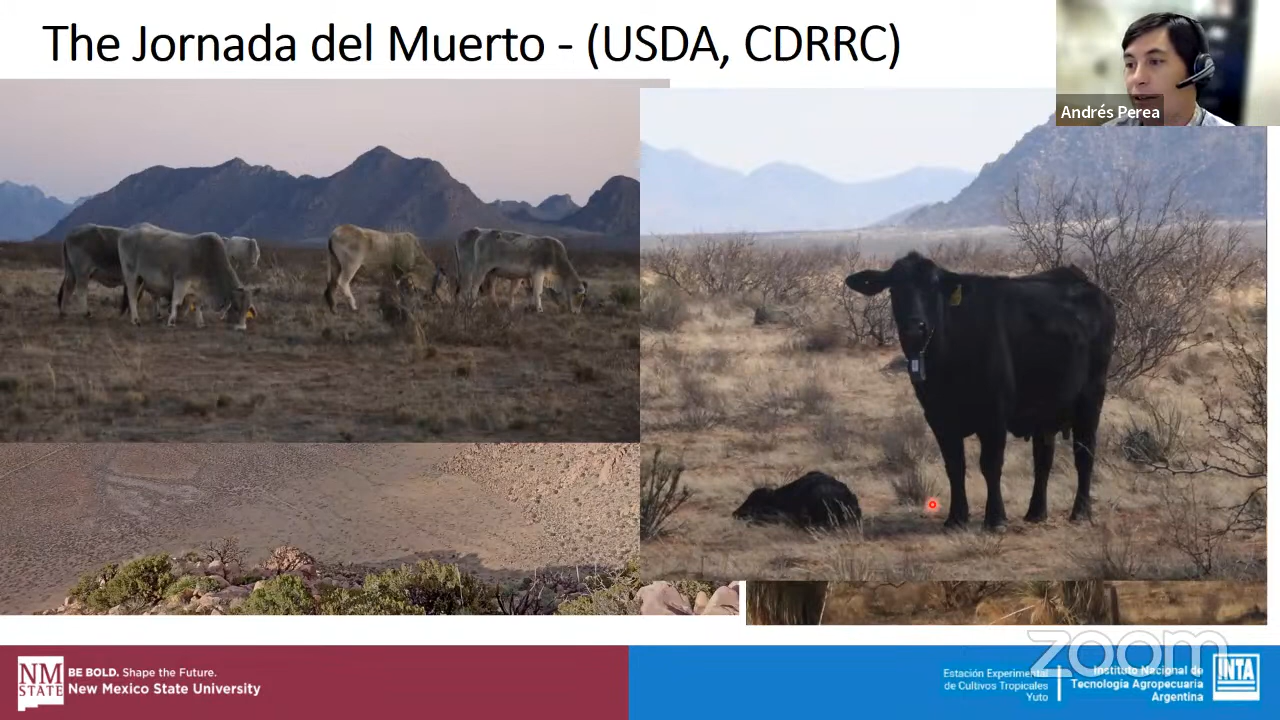 The Jornada del Muerto - (USDA, CDRRC)
Andrés Perea
NM
STATE
BE BOLD. Shape the Future.
New Mexico State University
zoom
Estación Experimental
de Cultivos Tropicales
Yuto
Instituto Nacional de
Tecnología Agropecuaria
Argentina
INTA